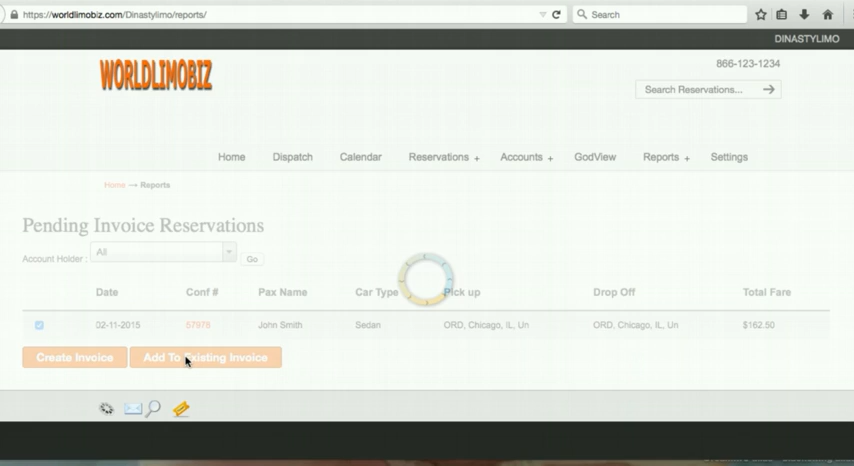 https://worldlimobiz.com/Dinastylimo/reports/
Search
DINASTYLIMO
WORLDLIMOBIZ
866-123-1234
Search Reservations...
Home Dispatch Calendar Reservations + Accounts + GodView Reports + Settings
Home → Reports
Pending Invoice Reservations
Account Holder : All Go
Date Conf # Pax Name Car Type Pick up Drop Off Total Fare
02-11-2015 57978 John Smith Sedan ORD, Chicago, IL, Un ORD, Chicago, IL, Un $162.50
Create Invoice Add To Existing Invoice